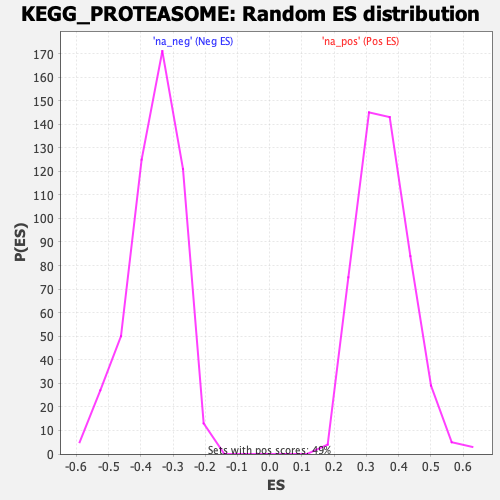 KEGG_PROTEASOME: Random ES distribution
'na_neg' (Neg ES)
'na_pos' (Pos ES)
170
160
150
140
130
120
110
100
90
80
70
60
50
40
30
20
10
0
P(ES)
Sets with pos scores: 49%
-0.6 -0.5 -0.4 -0.3 -0.2 -0.1 0.0 0.1 0.2 0.3 0.4 0.5 0.6
ES